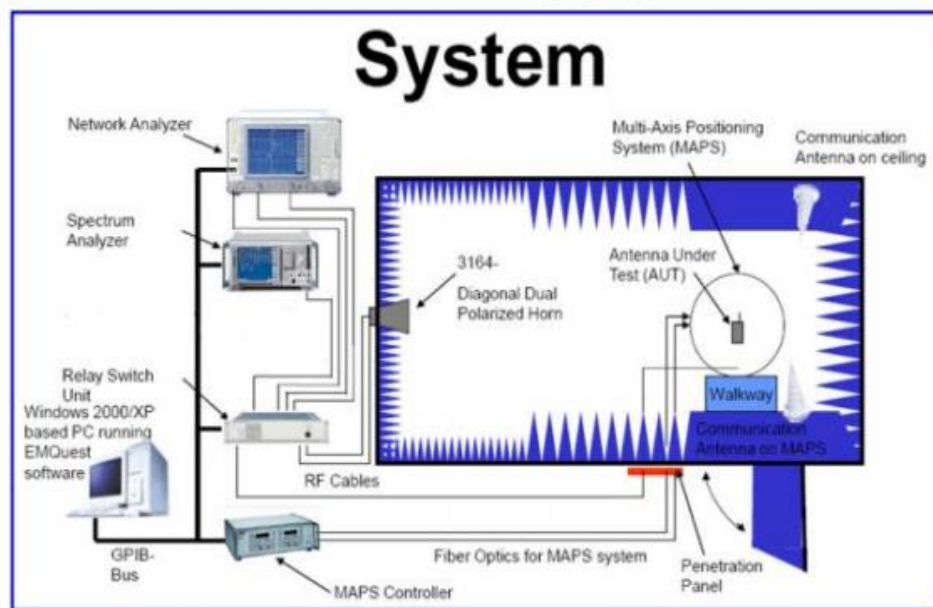 System
Network Analyzer
Multi-Axis Positioning
System (MAPS)
Communication
Antenna on ceiling
Spectrum
Analyzer
3164-
Diagonal Dual
Polarized Horn
Antenna Under
Test (AUT)
Relay Switch
Unit
Windows 2000/XP
based PC running
EMQuest
software
Walkway
Communication
Antenna on MAPS
RF Cables
GPIB-
Bus
MAPS Controller
Fiber Optics for MAPS system
Penetration
Panel